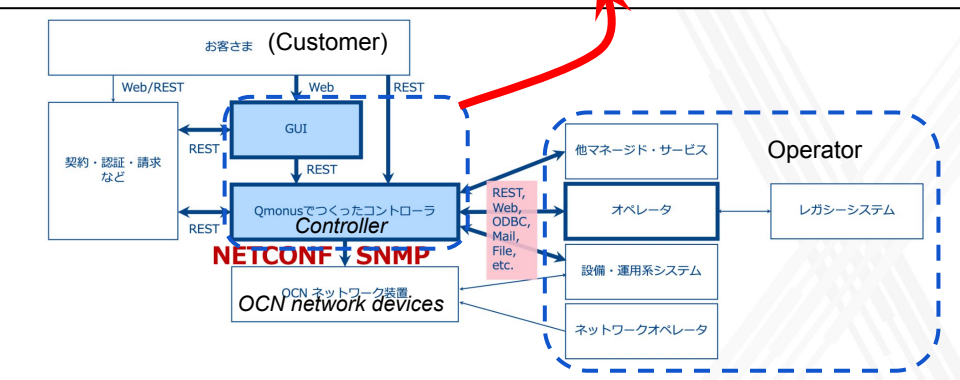 お客さま (Customer)
Web/REST
Web
REST
GUI
REST
契約・認証・請求
など
REST
REST
Qmonusでつくったコントローラ
Controller
NETCONF SNMP
OCN ネットワーク装置
OCN network devices
REST,
Web,
ODBC,
Mail,
File,
etc.
Operator
他マネージド・サービス
オペレータ
レガシーシステム
設備・運用系システム
ネットワークオペレータ